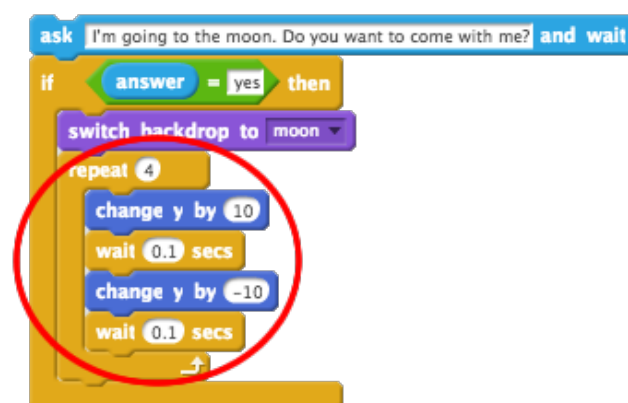 ask I'm going to the moon. Do you want to come with me? and wait
if answer = yes then
switch backdrop to moon
repeat 4
change y by 10
wait 0.1 secs
change y by -10
wait 0.1 secs